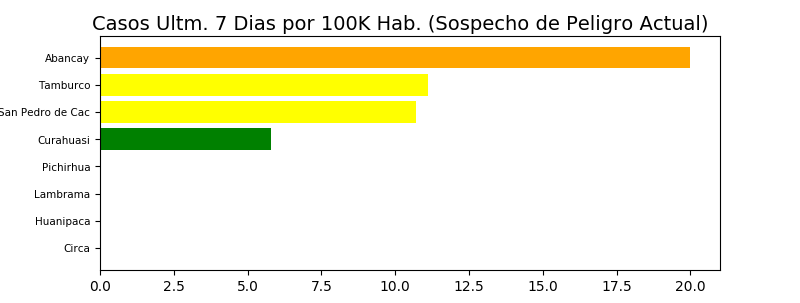 Casos Ultm. 7 Dias por 100K Hab. (Sospecho de Peligro Actual)
Abancay
Tamburco
San Pedro de Cac
Curahuasi
Pichirhua
Lambrama
Huanipaca
Circa
0.0 2.5 5.0 7.5 10.0 12.5 15.0 17.5 20.0